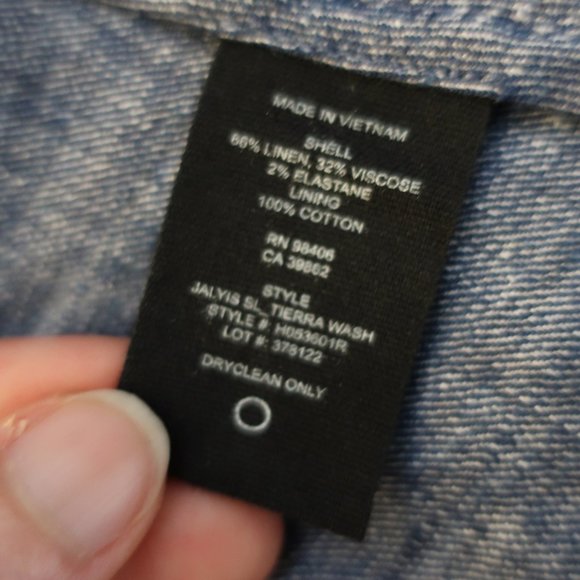 MADE IN VIETNAM
SHELL
66% LINEN, 32% VISCOSE
2% ELASTANE
LINING
100% COTTON
RN 98406
CA 39662
STYLE
JALYIS SL_TIERRA WASH
STYLE #: H053601R
LOT #: 378122
DRYCLEAN ONLY